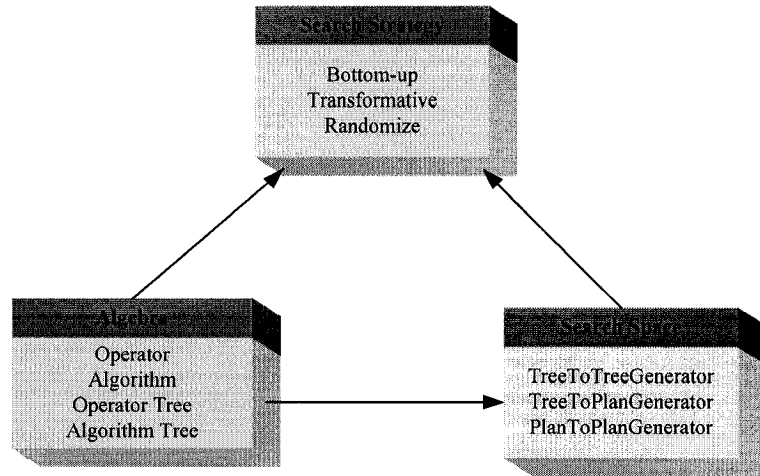 Search Strategy
Bottom-up
Transformative
Randomize
Algebra
Operator
Algorithm
Operator Tree
Algorithm Tree
Search Space
TreeToTreeGenerator
TreeToPlanGenerator
PlanToPlanGenerator